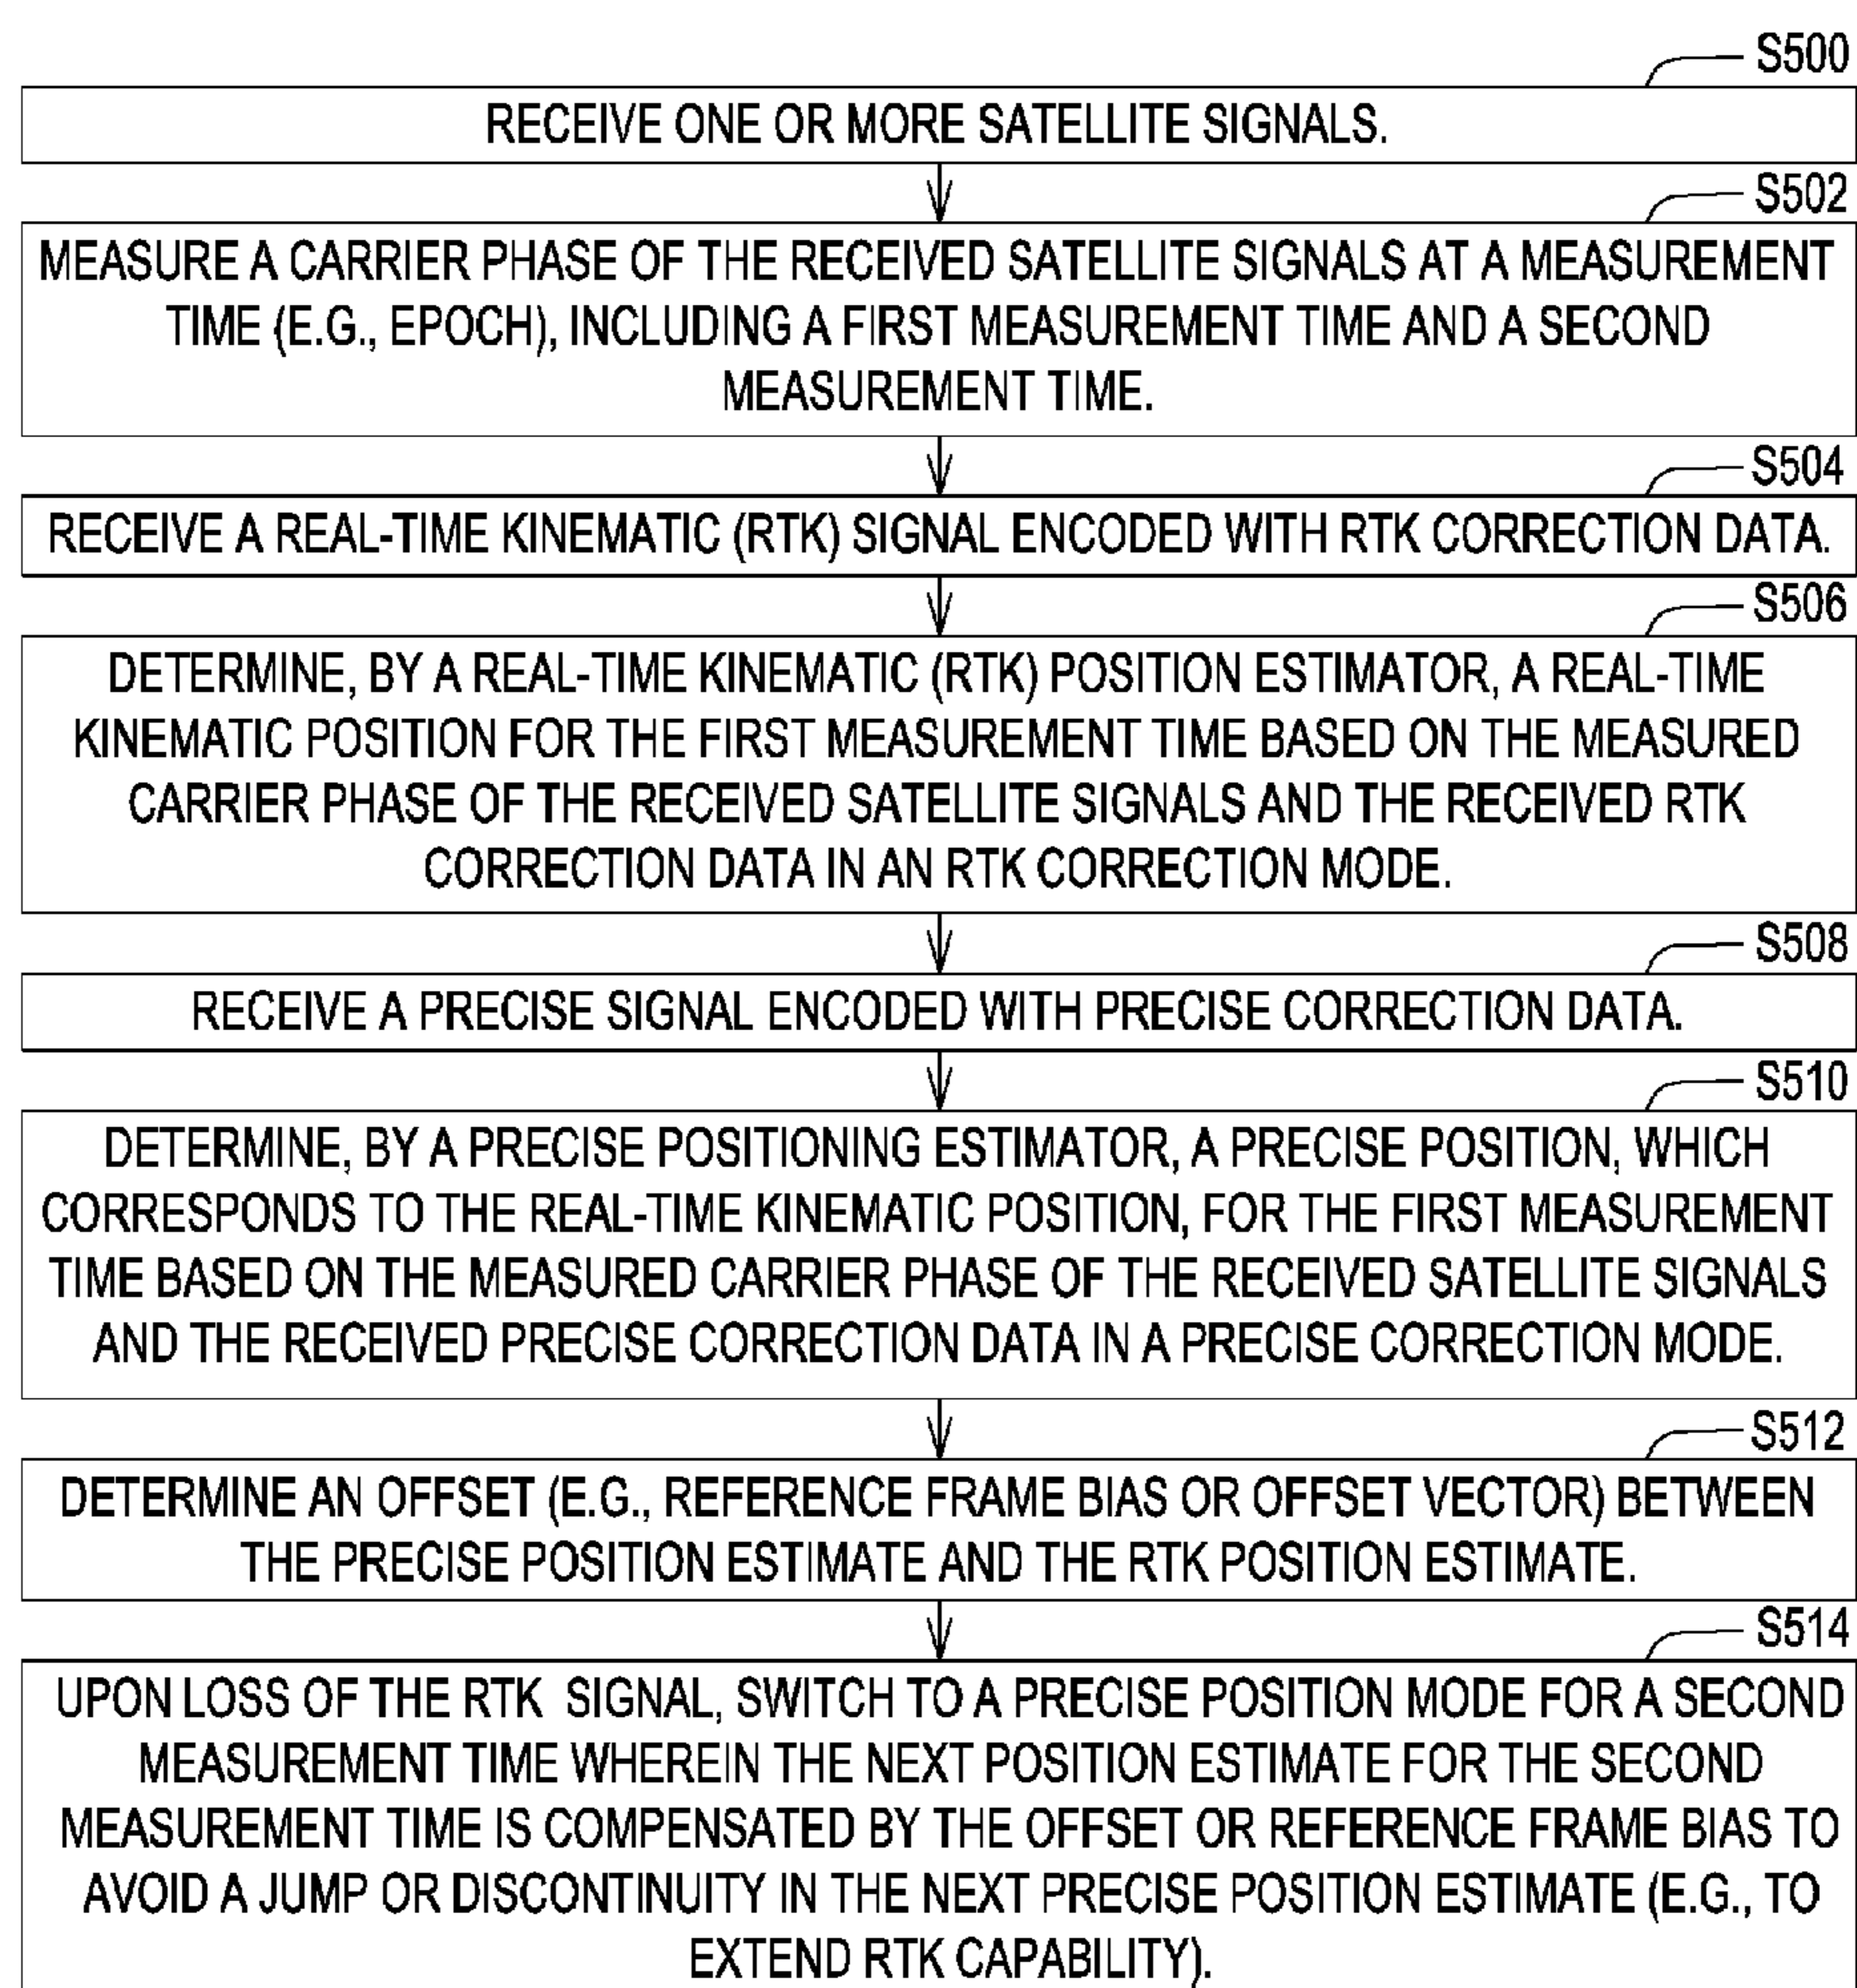 S500
RECEIVE ONE OR MORE SATELLITE SIGNALS.
S502
MEASURE A CARRIER PHASE OF THE RECEIVED SATELLITE SIGNALS AT A MEASUREMENT
TIME (E.G., EPOCH), INCLUDING A FIRST MEASUREMENT TIME AND A SECOND
MEASUREMENT TIME.
S504
RECEIVE A REAL-TIME KINEMATIC (RTK) SIGNAL ENCODED WITH RTK CORRECTION DATA.
S506
DETERMINE, BY A REAL-TIME KINEMATIC (RTK) POSITION ESTIMATOR, A REAL-TIME
KINEMATIC POSITION FOR THE FIRST MEASUREMENT TIME BASED ON THE MEASURED
CARRIER PHASE OF THE RECEIVED SATELLITE SIGNALS AND THE RECEIVED RTK
CORRECTION DATA IN AN RTK CORRECTION MODE.
S508
RECEIVE A PRECISE SIGNAL ENCODED WITH PRECISE CORRECTION DATA.
S510
DETERMINE, BY A PRECISE POSITIONING ESTIMATOR, A PRECISE POSITION, WHICH
CORRESPONDS TO THE REAL-TIME KINEMATIC POSITION, FOR THE FIRST MEASUREMENT
TIME BASED ON THE MEASURED CARRIER PHASE OF THE RECEIVED SATELLITE SIGNALS
AND THE RECEIVED PRECISE CORRECTION DATA IN A PRECISE CORRECTION MODE.
S512
DETERMINE AN OFFSET (E.G., REFERENCE FRAME BIAS OR OFFSET VECTOR) BETWEEN
THE PRECISE POSITION ESTIMATE AND THE RTK POSITION ESTIMATE.
S514
UPON LOSS OF THE RTK SIGNAL, SWITCH TO A PRECISE POSITION MODE FOR A SECOND
MEASUREMENT TIME WHEREIN THE NEXT POSITION ESTIMATE FOR THE SECOND
MEASUREMENT TIME IS COMPENSATED BY THE OFFSET OR REFERENCE FRAME BIAS TO
AVOID A JUMP OR DISCONTINUITY IN THE NEXT PRECISE POSITION ESTIMATE (E.G., TO
EXTEND RTK CAPABILITY).